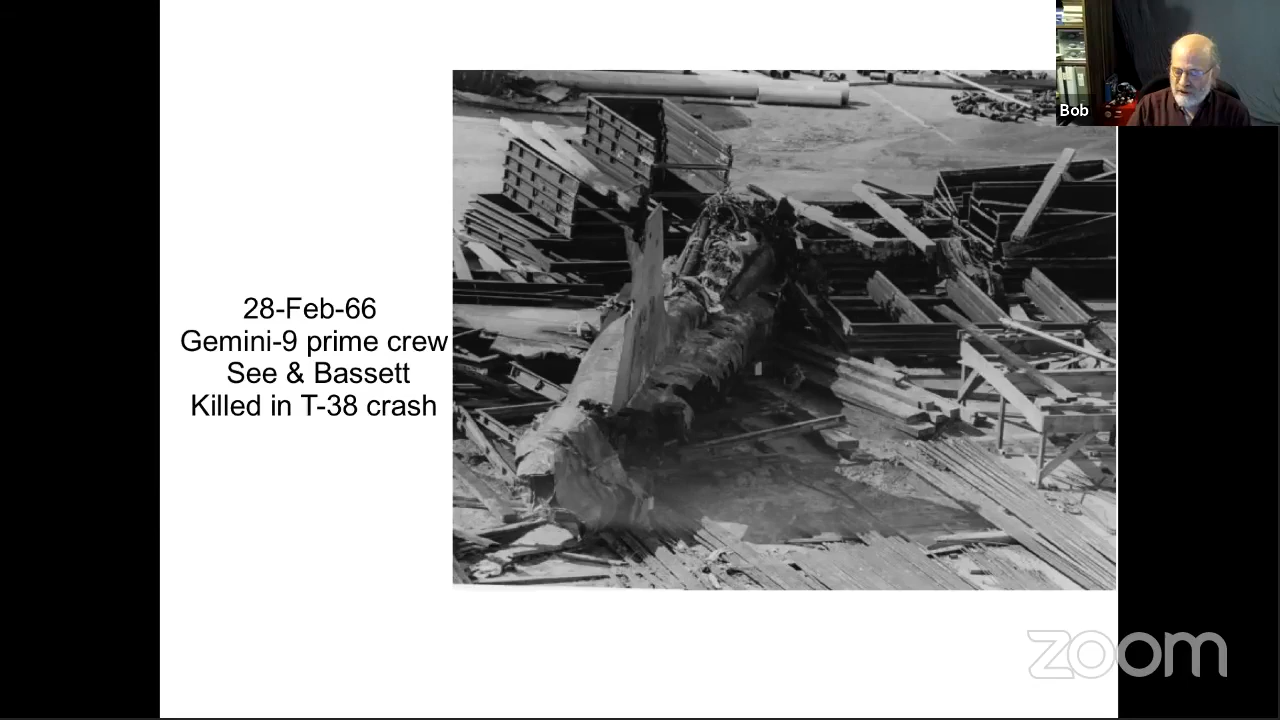 Bob
28-Feb-66
Gemini-9 prime crew
See & Bassett
Killed in T-38 crash
zoom